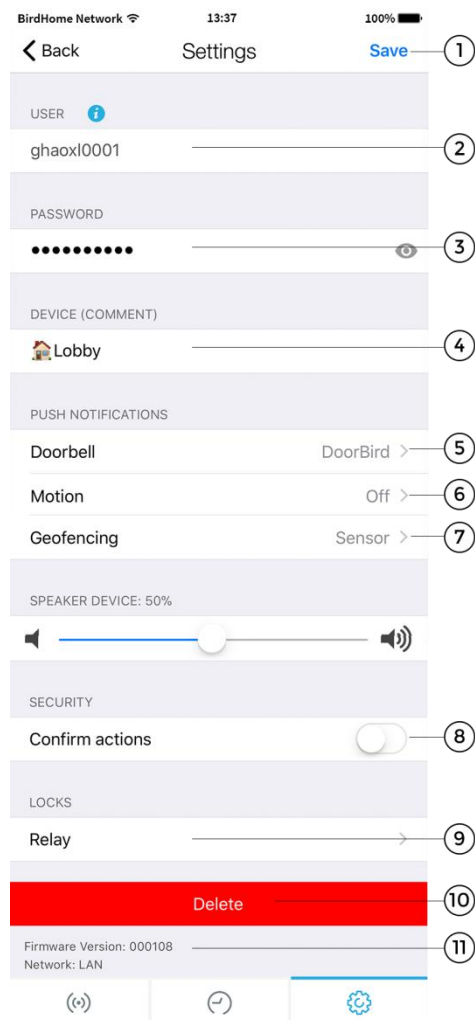 BirdHome Network 13:37 100%
Back Settings Save 1
USER i
ghaoxl0001 2
PASSWORD
●●●●●●●●●● 3
DEVICE (COMMENT)
🏠Lobby 4
PUSH NOTIFICATIONS
Doorbell DoorBird > 5
Motion Off > 6
Geofencing Sensor > 7
SPEAKER DEVICE: 50%
SECURITY
Confirm actions 8
LOCKS
Relay > 9
Delete 10
Firmware Version: 000108 11
Network: LAN